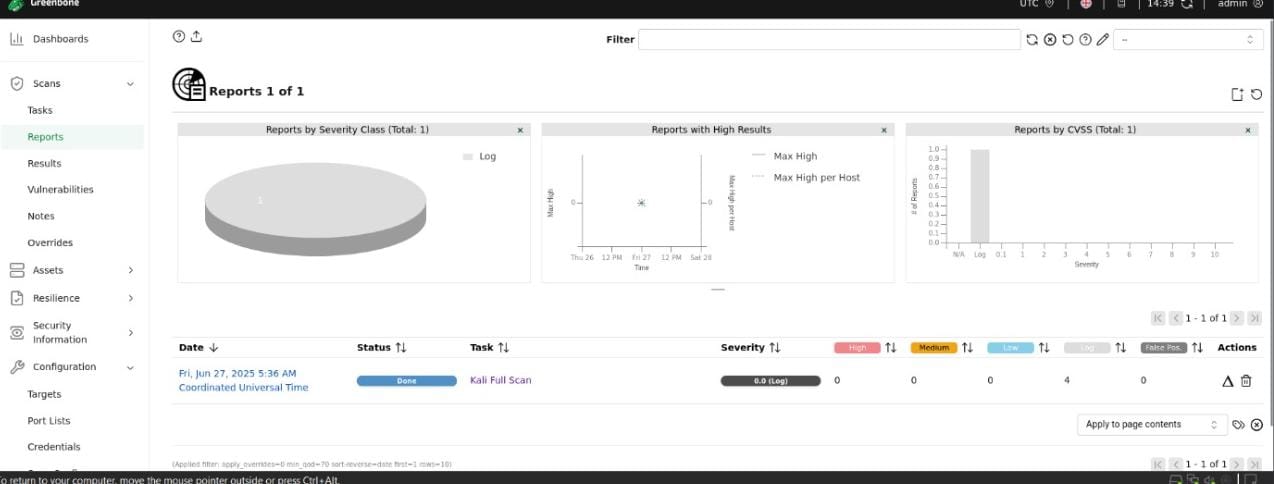 Greenbone
UTC
14:39
admin
Dashboards
Filter
--
Scans
Tasks
Reports
Results
Vulnerabilities
Notes
Overrides
Assets
Resilience
Security
Information
Configuration
Targets
Port Lists
Credentials
Reports 1 of 1
Reports by Severity Class (Total: 1)
×
1
Log
Reports with High Results
×
Max High
0
0
Max High per Host
Thu 26 12 PM Fri 27 12 PM Sat 28
Time
Max High
Max High per Host
Reports by CVSS (Total: 1)
×
# of Reports
1.0
0.9
0.8
0.7
0.6
0.5
0.4
0.3
0.2
0.1
0.0
N/A Log 0.1 1 2 3 4 5 6 7 8 9 10
Severity
1 - 1 of 1
Date Status Task Severity High Medium Low Log False Pos. Actions
Fri, Jun 27, 2025 5:36 AM
Coordinated Universal Time
Done
Kali Full Scan
0.0 (Log)
0 0 0 4 0
Apply to page contents
(Applied filter: apply_overrides=0 min_qod=70 sort-reverse=date first=1 rows=10)
1 - 1 of 1
To return to your computer, move the mouse pointer outside or press Ctrl+Alt.